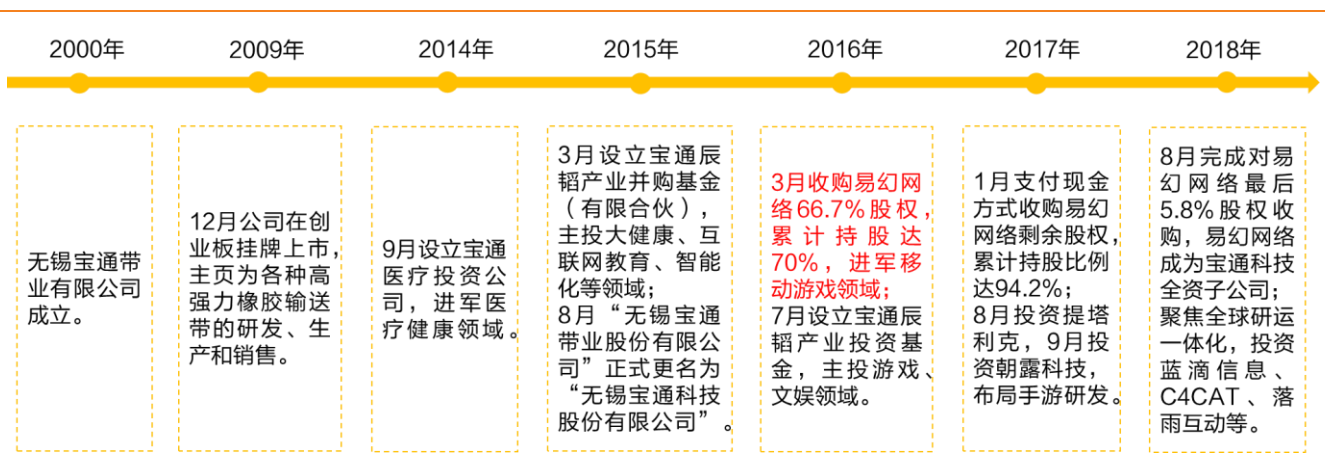 2000年
2009年
2014年
2015年
2016年
2017年
2018年
无锡宝通带
业有限公司
成立。
12月公司在创
业板挂牌上市，
主页为各种高
强力橡胶输送
带的研发、生
产和销售。
9月设立宝通
医疗投资公
司，进军医
疗健康领域。
3月设立宝通辰
韬产业并购基金
（有限合伙），
主投大健康、互
联网教育、智能
化等领域；
8月“无锡宝通
带业股份有限公
司”正式更名为
“无锡宝通科技
股份有限公司”。
3月收购易幻网
络66.7%股权，
累计持股达
70%，进军移
动游戏领域；
7月设立宝通辰
韬产业投资基
金，主投游戏、
文娱领域。
1月支付现金
方式收购易幻
网络剩余股权，
累计持股比例
达94.2%；
8月投资提塔
利克，9月投
资朝露科技，
布局手游研发。
8月完成对易
幻网络最后
5.8%股权收
购，易幻网络
成为宝通科技
全资子公司；
聚焦全球研运
一体化，投资
蓝滴信息、
C4CAT、落
雨互动等。